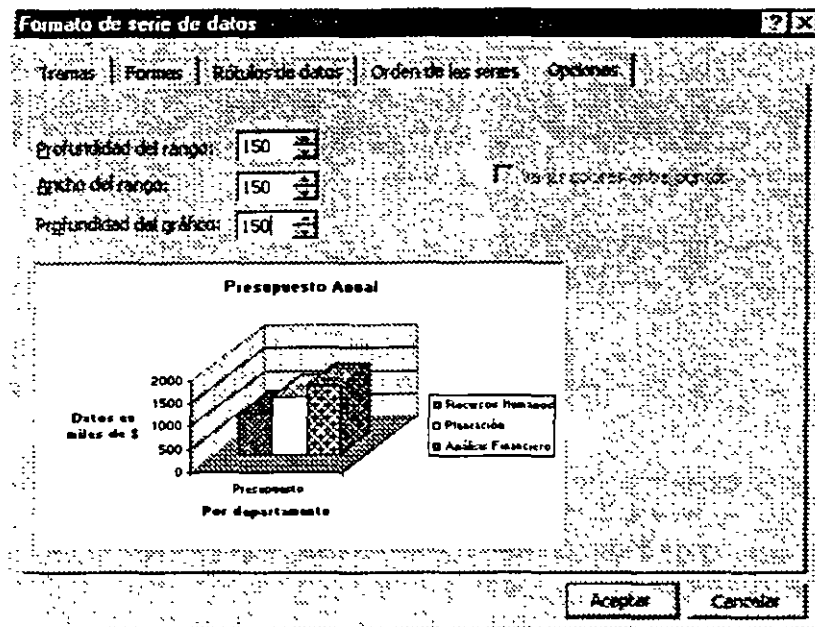 Formato de serie de datos
Tramas Formas Rótulos de datos Orden de las series Opciones
Profundidad del rango: 150
Ancho del rango: 150
Profundidad del gráfico: 150
Presupuesto Anual
2000
1500
1000
500
0
Datos en
miles de $
Presupuesto
Por departamento
Recursos Humanos
Planeación
Análisis Financiero
Aceptar Cancelar